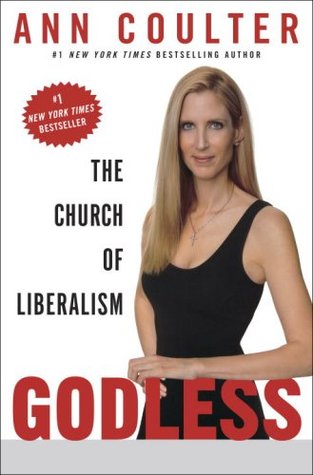 ANN COULTER
#1 NEW YORK TIMES BESTSELLING AUTHOR
#1
NEW YORK TIMES
BESTSELLER
THE
CHURCH
OF
LIBERALISM
GODLESS